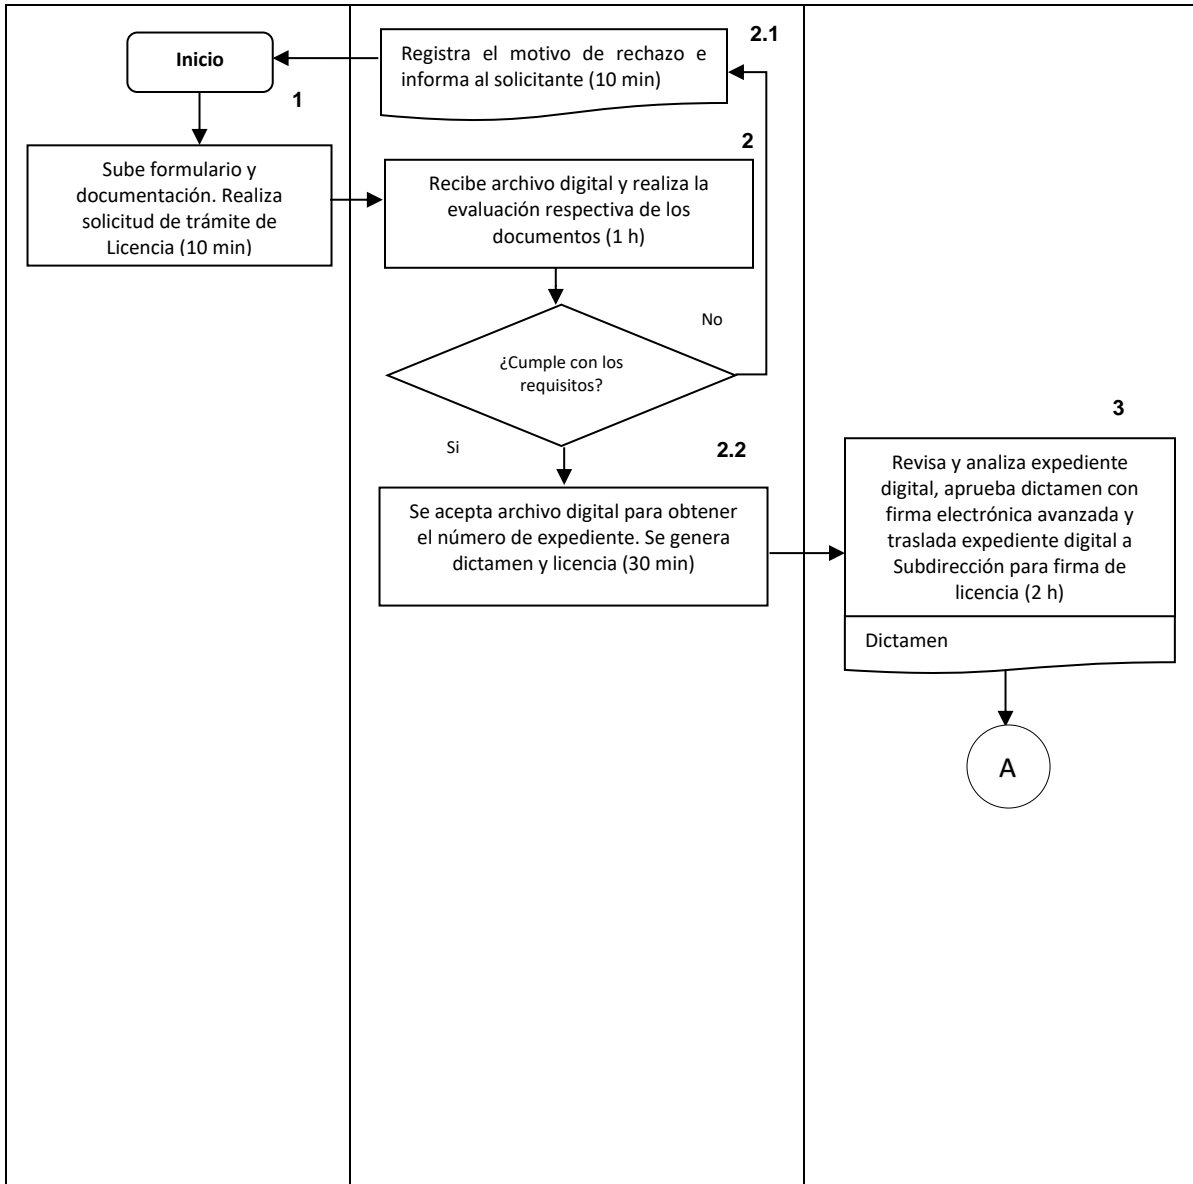 Inicio
1
Sube formulario y
documentación. Realiza
solicitud de trámite de
Licencia (10 min)
2.1
Registra el motivo de rechazo e
informa al solicitante (10 min)
2
Recibe archivo digital y realiza la
evaluación respectiva de los
documentos (1 h)
No
¿Cumple con los
requisitos?
Si
2.2
Se acepta archivo digital para obtener
el número de expediente. Se genera
dictamen y licencia (30 min)
3
Revisa y analiza expediente
digital, aprueba dictamen con
firma electrónica avanzada y
traslada expediente digital a
Subdirección para firma de
licencia (2 h)
Dictamen
A